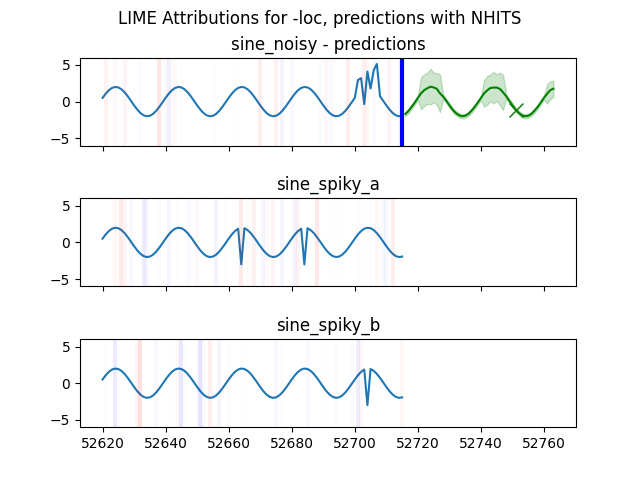 LIME Attributions for -loc, predictions with NHITS
sine_noisy - predictions
5
0
−5
sine_spiky_a
5
0
−5
sine_spiky_b
5
0
−5
52620 52640 52660 52680 52700 52720 52740 52760